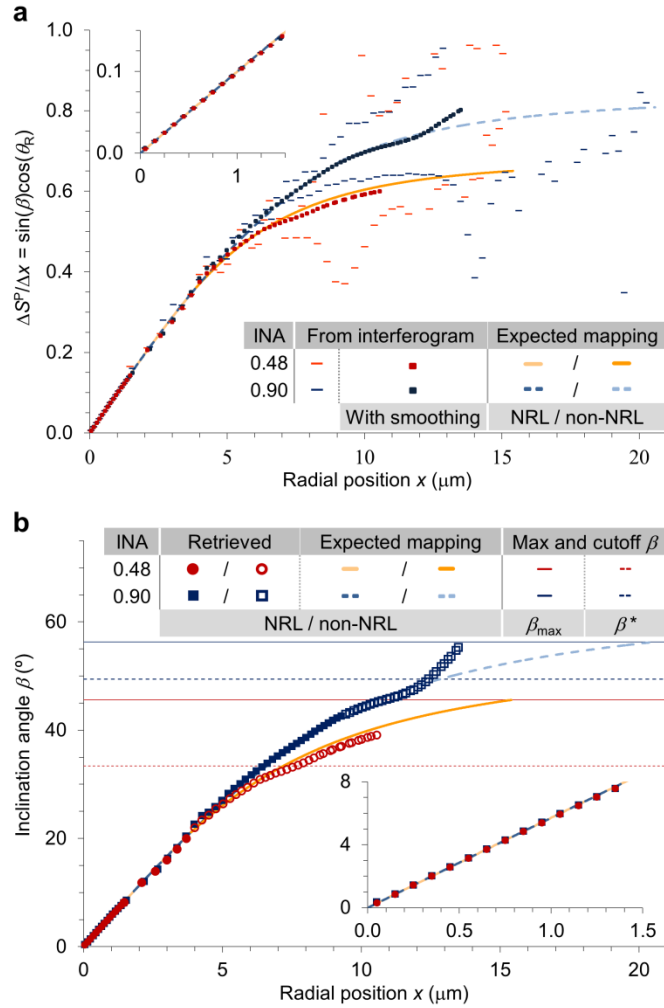 a
ΔSᴾ/Δx = sin(β)cos(θR)
1.0
0.8
0.6
0.4
0.2
0.0
0.1
0.0
0
1
INA
From interferogram
Expected mapping
0.48
/
0.90
/
With smoothing
NRL / non-NRL
0
5
10
15
20
Radial position x (μm)
b
Inclination angle β (º)
60
40
20
0
INA
Retrieved
Expected mapping
Max and cutoff β
0.48
/
/
0.90
/
/
NRL / non-NRL
βmax
β*
8
4
0
0.0
0.5
1.0
1.5
0
5
10
15
20
Radial position x (μm)